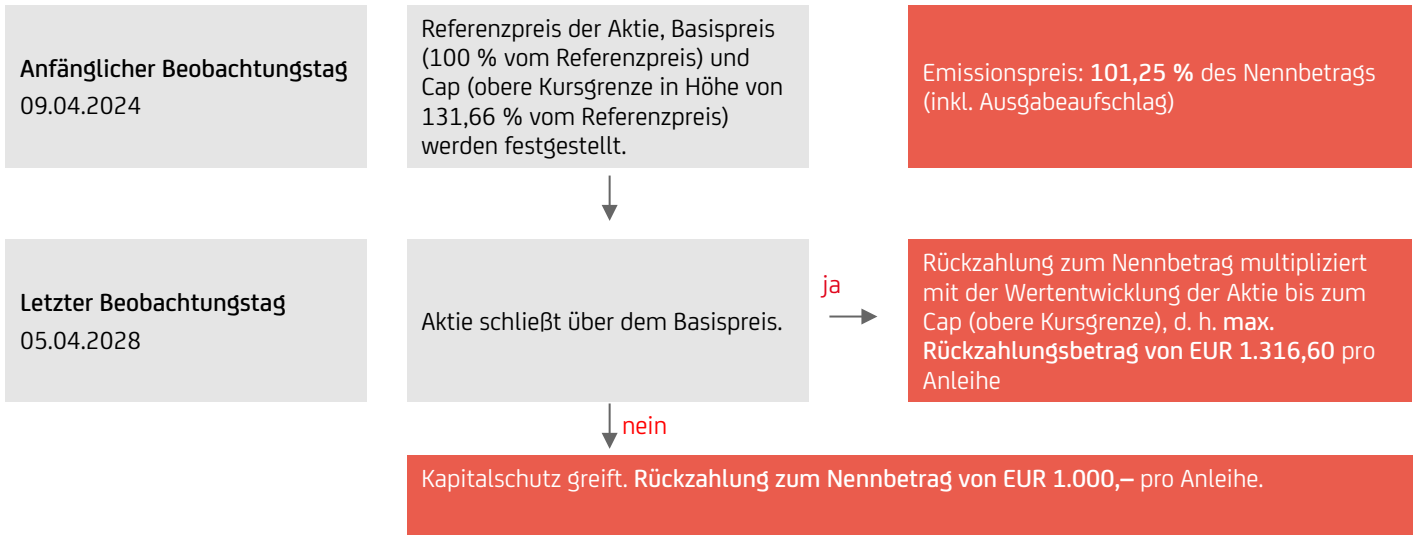 Anfänglicher Beobachtungstag
09.04.2024
Referenzpreis der Aktie, Basispreis
(100 % vom Referenzpreis) und
Cap (obere Kursgrenze in Höhe von
131,66 % vom Referenzpreis)
werden festgestellt.
Emissionspreis: 101,25 % des Nennbetrags
(inkl. Ausgabeaufschlag)
Letzter Beobachtungstag
05.04.2028
Aktie schließt über dem Basispreis.
ja
Rückzahlung zum Nennbetrag multipliziert
mit der Wertentwicklung der Aktie bis zum
Cap (obere Kursgrenze), d. h. max.
Rückzahlungsbetrag von EUR 1.316,60 pro
Anleihe
nein
Kapitalschutz greift. Rückzahlung zum Nennbetrag von EUR 1.000,– pro Anleihe.